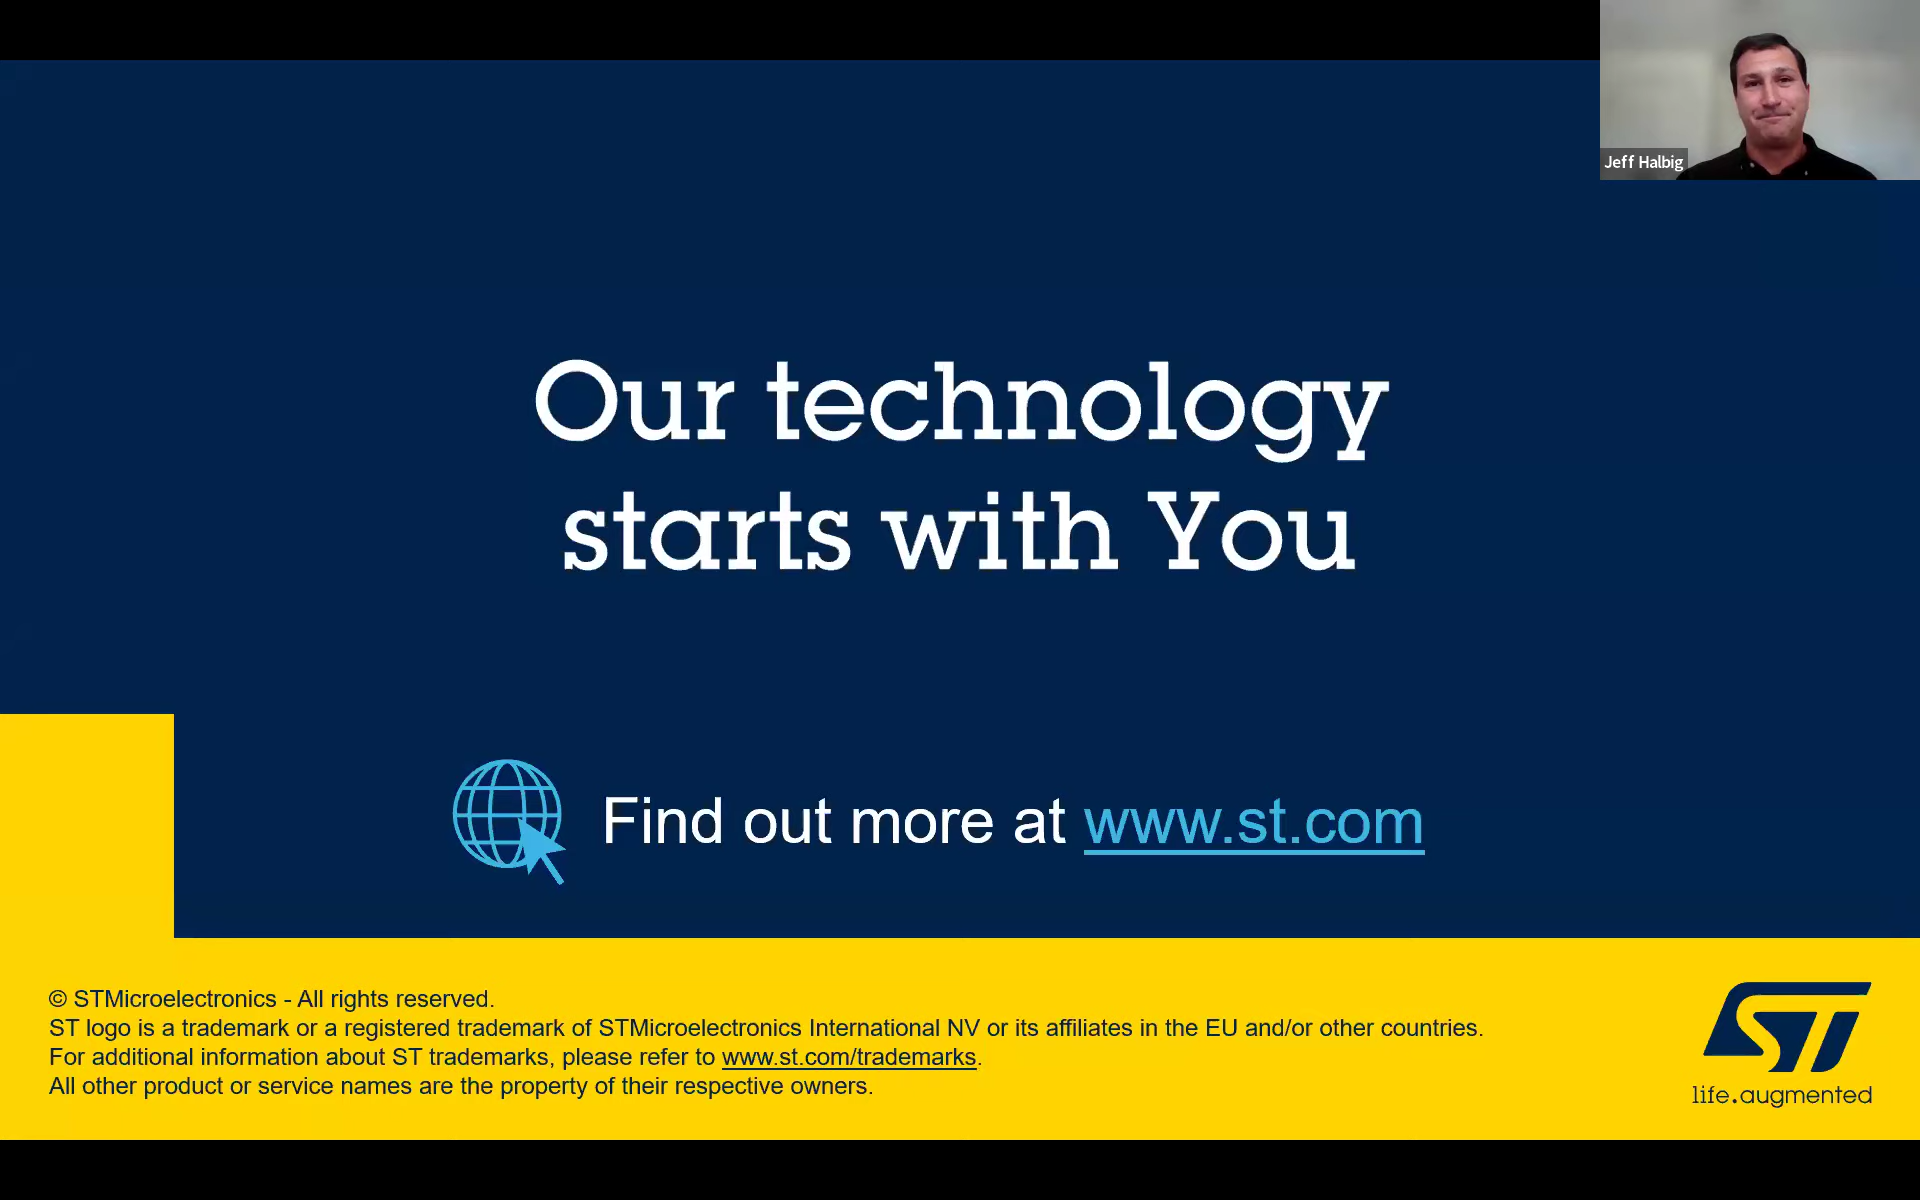 Jeff Halbig
Our technology
starts with You
Find out more at www.st.com
© STMicroelectronics - All rights reserved.
ST logo is a trademark or a registered trademark of STMicroelectronics International NV or its affiliates in the EU and/or other countries.
For additional information about ST trademarks, please refer to www.st.com/trademarks.
All other product or service names are the property of their respective owners.
ST
life.augmented